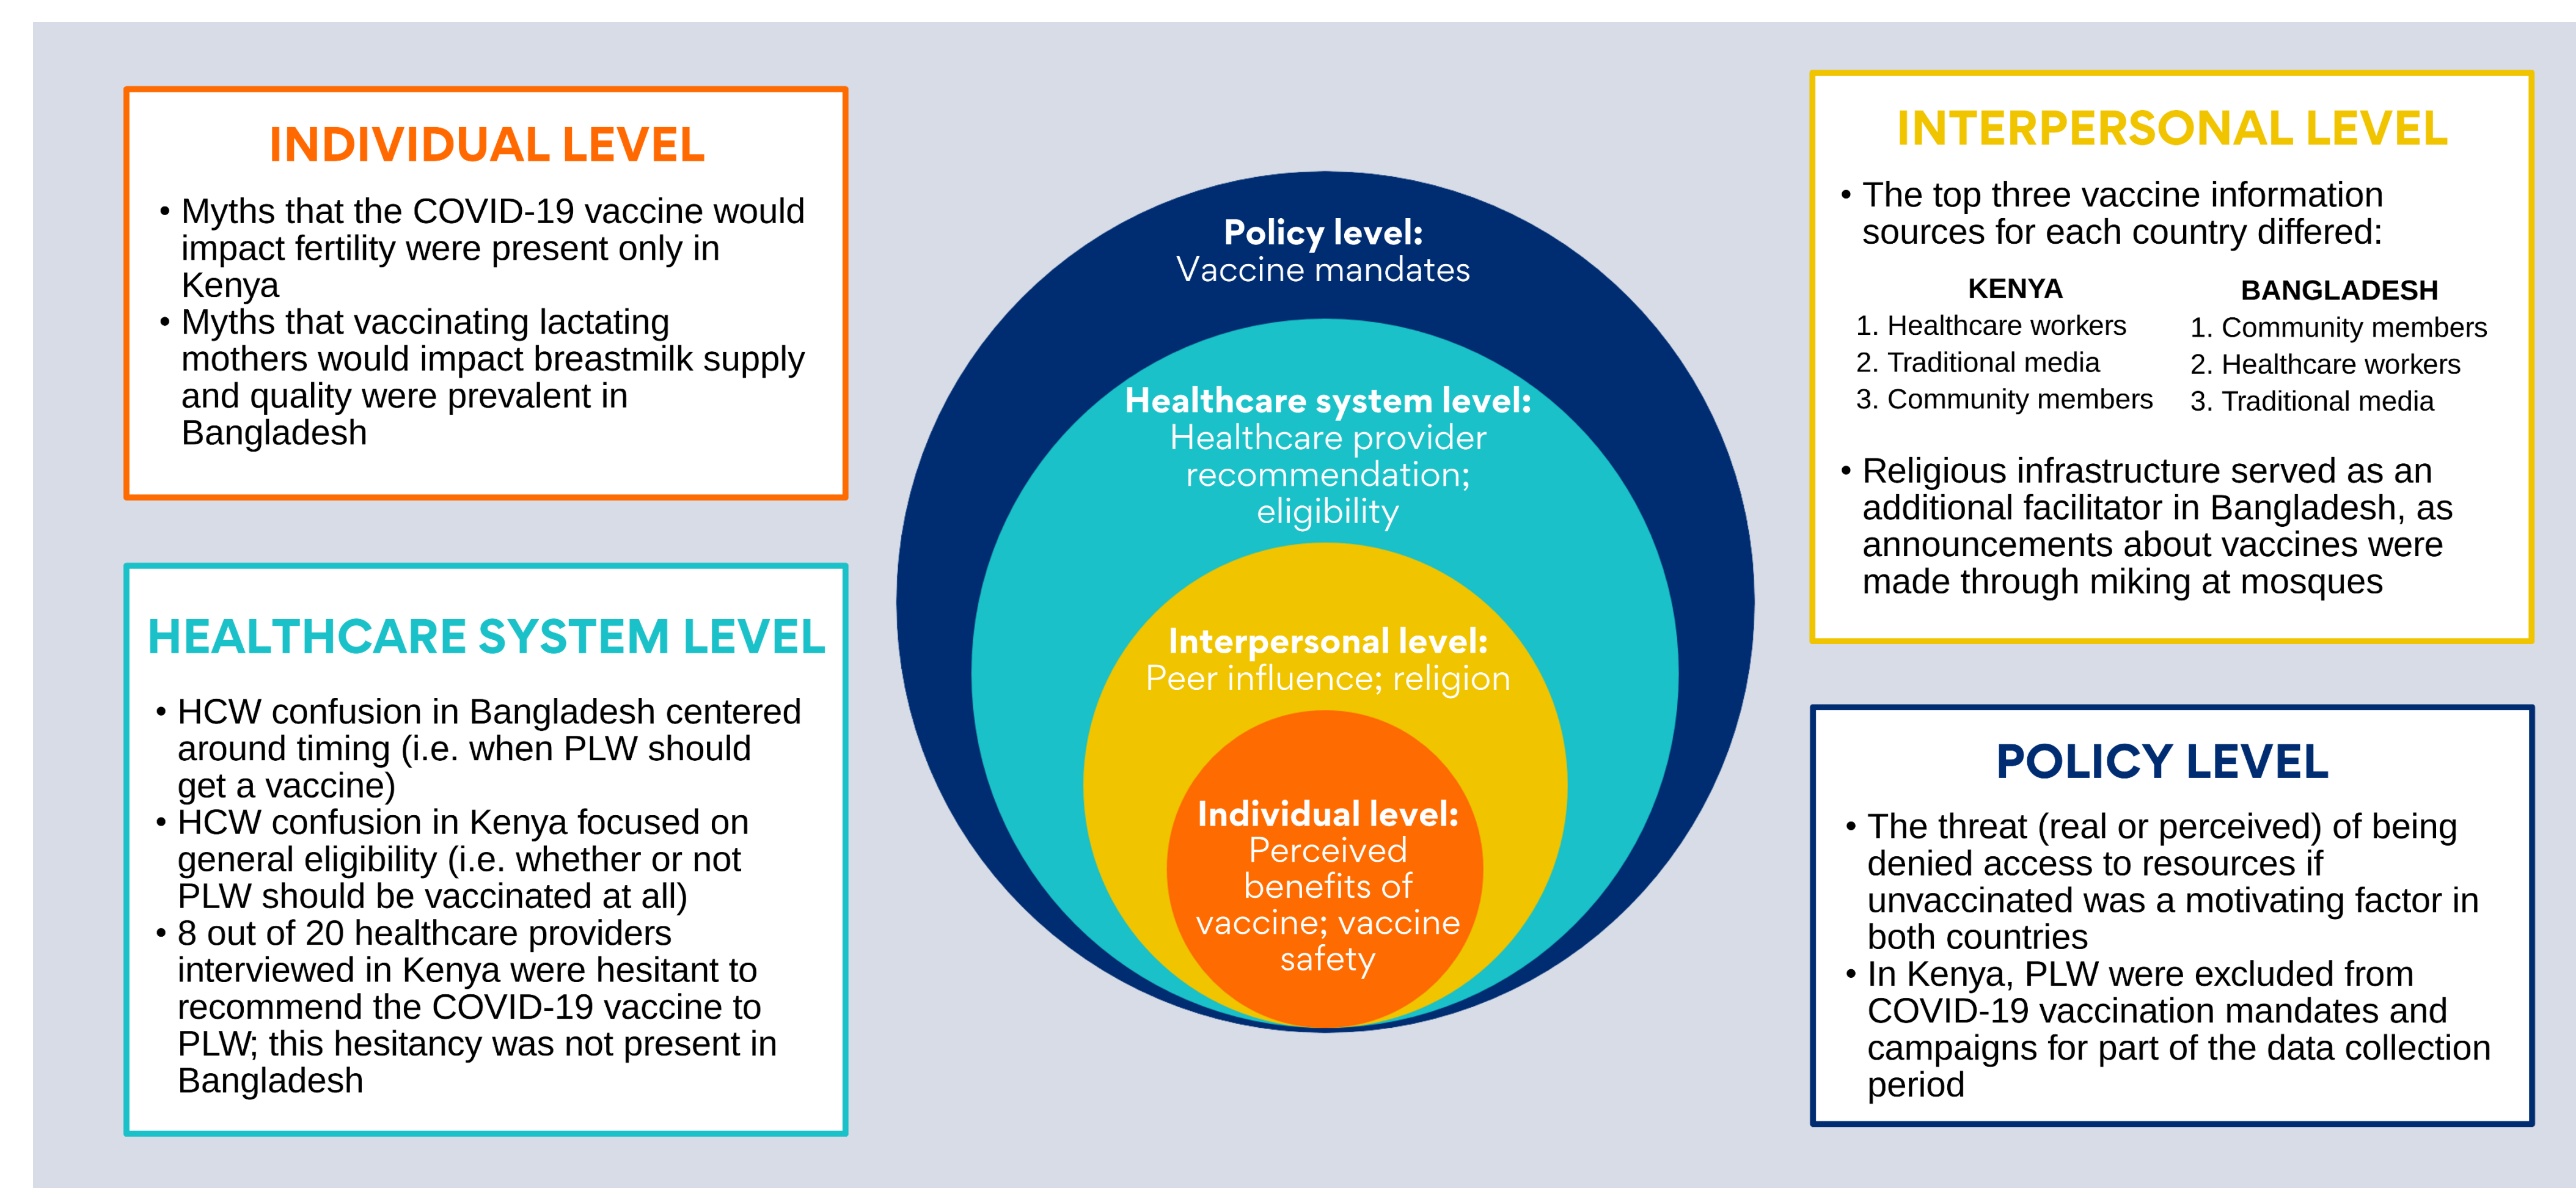 INDIVIDUAL LEVEL
• Myths that the COVID-19 vaccine would
impact fertility were present only in
Kenya
• Myths that vaccinating lactating
mothers would impact breastmilk supply
and quality were prevalent in
Bangladesh
HEALTHCARE SYSTEM LEVEL
• HCW confusion in Bangladesh centered
around timing (i.e. when PLW should
get a vaccine)
• HCW confusion in Kenya focused on
general eligibility (i.e. whether or not
PLW should be vaccinated at all)
• 8 out of 20 healthcare providers
interviewed in Kenya were hesitant to
recommend the COVID-19 vaccine to
PLW; this hesitancy was not present in
Bangladesh
Policy level:
Vaccine mandates
Healthcare system level:
Healthcare provider
recommendation;
eligibility
Interpersonal level:
Peer influence; religion
Individual level:
Perceived
benefits of
vaccine; vaccine
safety
INTERPERSONAL LEVEL
• The top three vaccine information
sources for each country differed:
KENYA
1. Healthcare workers
2. Traditional media
3. Community members
BANGLADESH
1. Community members
2. Healthcare workers
3. Traditional media
• Religious infrastructure served as an
additional facilitator in Bangladesh, as
announcements about vaccines were
made through miking at mosques
POLICY LEVEL
• The threat (real or perceived) of being
denied access to resources if
unvaccinated was a motivating factor in
both countries
• In Kenya, PLW were excluded from
COVID-19 vaccination mandates and
campaigns for part of the data collection
period